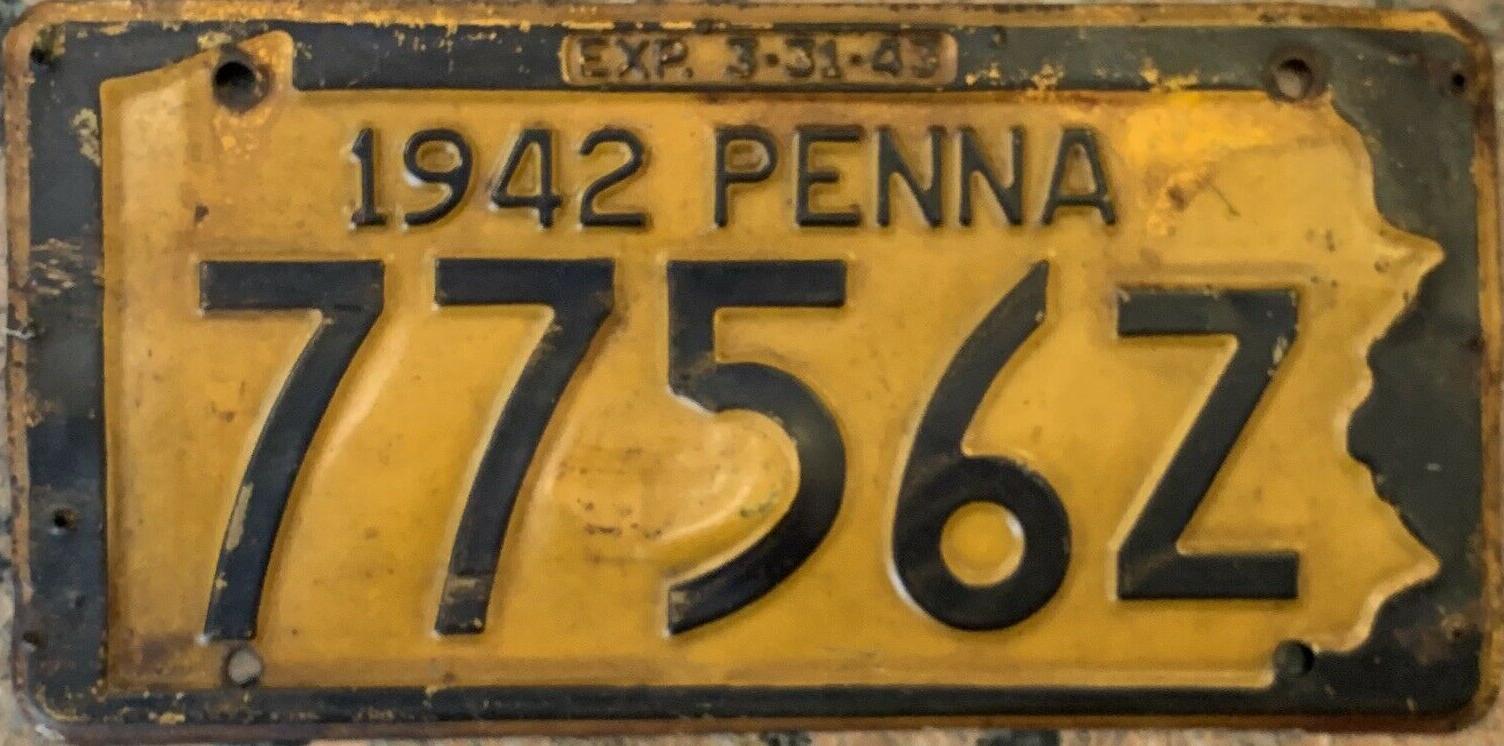 EXP. 3-31-43
1942 PENNA
7756Z